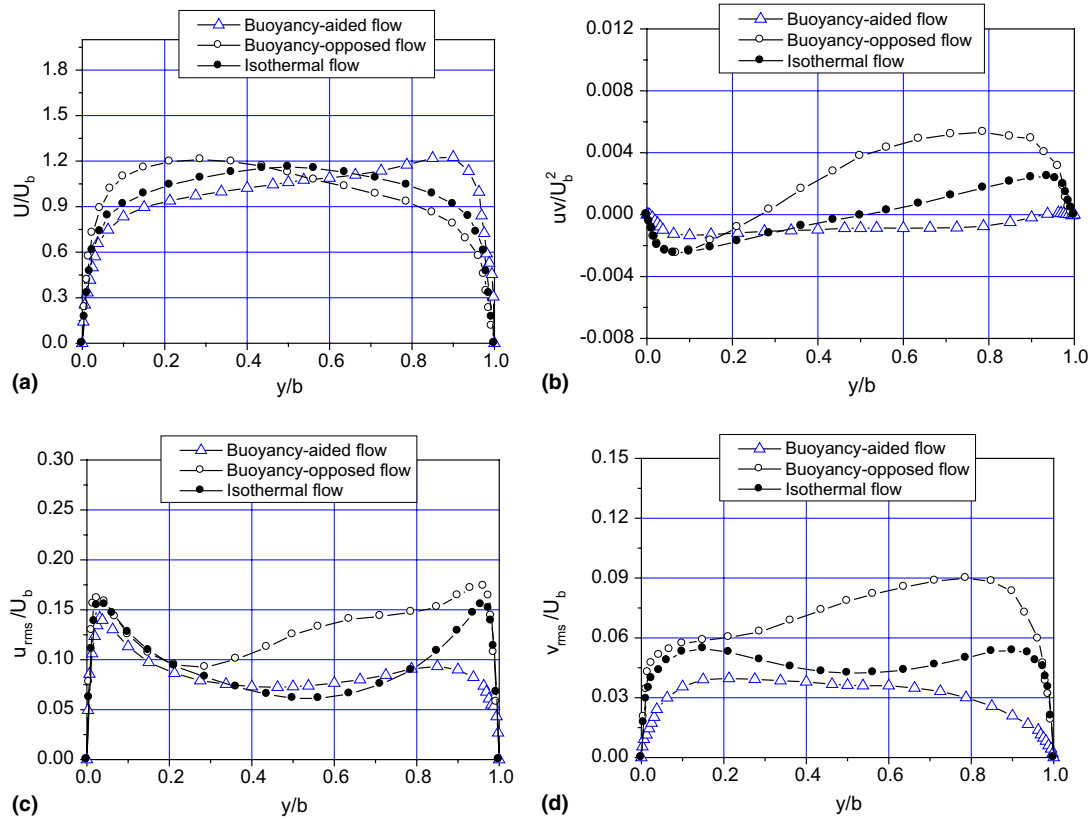 Buoyancy-aided flow
Buoyancy-opposed flow
Isothermal flow
U/U_b
1.8
1.5
1.2
0.9
0.6
0.3
0.0
0.0 0.2 0.4 0.6 0.8 1.0
y/b
(a)
Buoyancy-aided flow
Buoyancy-opposed flow
Isothermal flow
uv/U_b^2
0.012
0.008
0.004
0.000
-0.004
-0.008
0.0 0.2 0.4 0.6 0.8 1.0
y/b
(b)
Buoyancy-aided flow
Buoyancy-opposed flow
Isothermal flow
u_rms/U_b
0.30
0.25
0.20
0.15
0.10
0.05
0.00
0.0 0.2 0.4 0.6 0.8 1.0
y/b
(c)
Buoyancy-aided flow
Buoyancy-opposed flow
Isothermal flow
v_rms/U_b
0.15
0.12
0.09
0.06
0.03
0.00
0.0 0.2 0.4 0.6 0.8 1.0
y/b
(d)